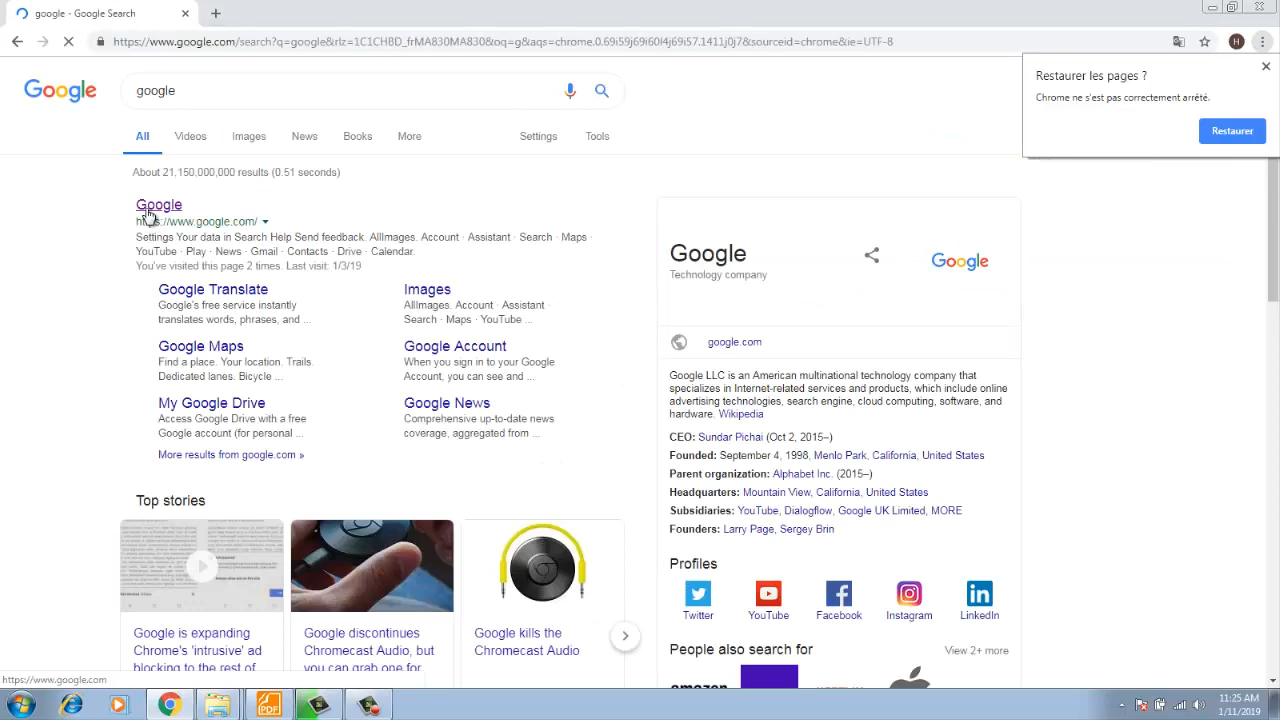 google - Google Search
https://www.google.com/search?q=google&rlz=1C1CHBD_frMA830MA830&oq=g&aqs=chrome.0.69i59j69i60l4j69i57.1411j0j7&sourceid=chrome&ie=UTF-8
Restaurer les pages ?
Chrome ne s'est pas correctement arrêté.
Restaurer
Google
google
All Videos Images News Books More Settings Tools
About 21,150,000,000 results (0.51 seconds)
Google
https://www.google.com/
Settings Your data in Search Help Send feedback. AllImages. Account · Assistant · Search · Maps ·
YouTube · Play · News · Gmail · Contacts · Drive · Calendar.
You've visited this page 2 times. Last visit: 1/3/19
Google Translate
Google's free service instantly
translates words, phrases, and ...
Images
AllImages. Account · Assistant ·
Search · Maps · YouTube ...
Google Maps
Find a place. Your location. Trails.
Dedicated lanes. Bicycle ...
Google Account
When you sign in to your Google
Account, you can see and ...
My Google Drive
Access Google Drive with a free
Google account (for personal ...
Google News
Comprehensive up-to-date news
coverage, aggregated from ...
More results from google.com »
Top stories
Google is expanding
Chrome's 'intrusive' ad
blocking to the rest of
Google discontinues
Chromecast Audio, but
you can grab one for
Google kills the
Chromecast Audio
Google
Technology company
Google
google.com
Google LLC is an American multinational technology company that
specializes in Internet-related services and products, which include online
advertising technologies, search engine, cloud computing, software, and
hardware. Wikipedia
CEO: Sundar Pichai (Oct 2, 2015–)
Founded: September 4, 1998, Menlo Park, California, United States
Parent organization: Alphabet Inc. (2015–)
Headquarters: Mountain View, California, United States
Subsidiaries: YouTube, Dialogflow, Google UK Limited, MORE
Founders: Larry Page, Sergey Brin
Profiles
Twitter YouTube Facebook Instagram LinkedIn
People also search for View 2+ more
amazon
https://www.google.com
PDF
11:25 AM
1/11/2019